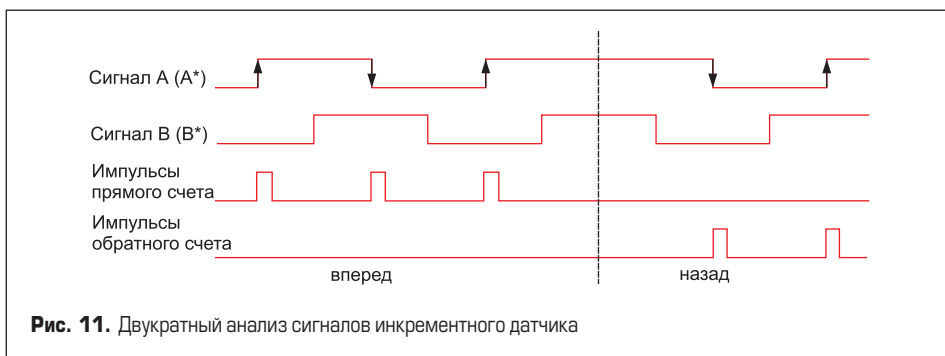 Сигнал А (А*)
Сигнал В (В*)
Импульсы
прямого счета
Импульсы
обратного счета
вперед
назад
Рис. 11. Двукратный анализ сигналов инкрементного датчика